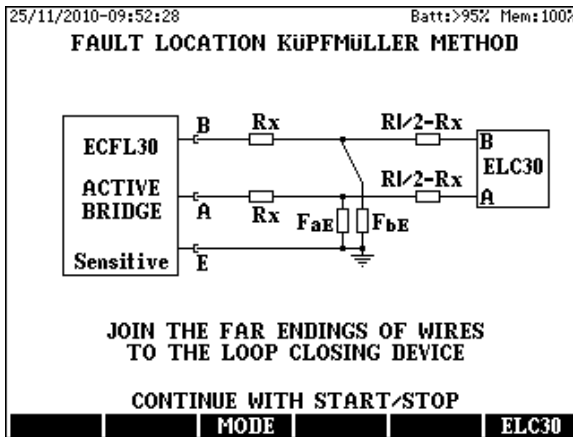 25/11/2010-09:52:28 Batt:>95% Mem:100%
FAULT LOCATION KÜPFMÜLLER METHOD
B Rx Rl/2-Rx B
ECFL30
ELC30
ACTIVE
BRIDGE
A Rx Rl/2-Rx A
FaE FbE
Sensitive E
JOIN THE FAR ENDINGS OF WIRES
TO THE LOOP CLOSING DEVICE
CONTINUE WITH START/STOP
MODE ELC30